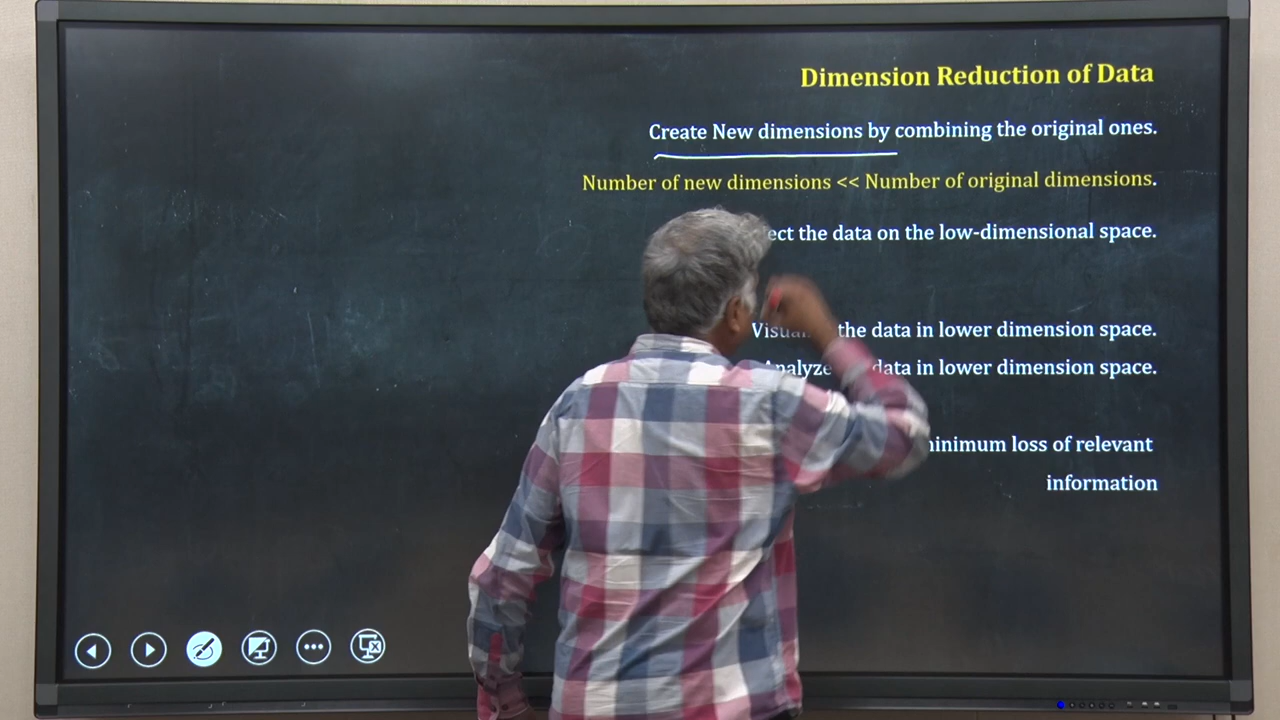 Dimension Reduction of Data
Create New dimensions by combining the original ones.
Number of new dimensions << Number of original dimensions.
the data on the low-dimensional space.
the data in lower dimension space.
Analyze data in lower dimension space.
loss of relevant
information